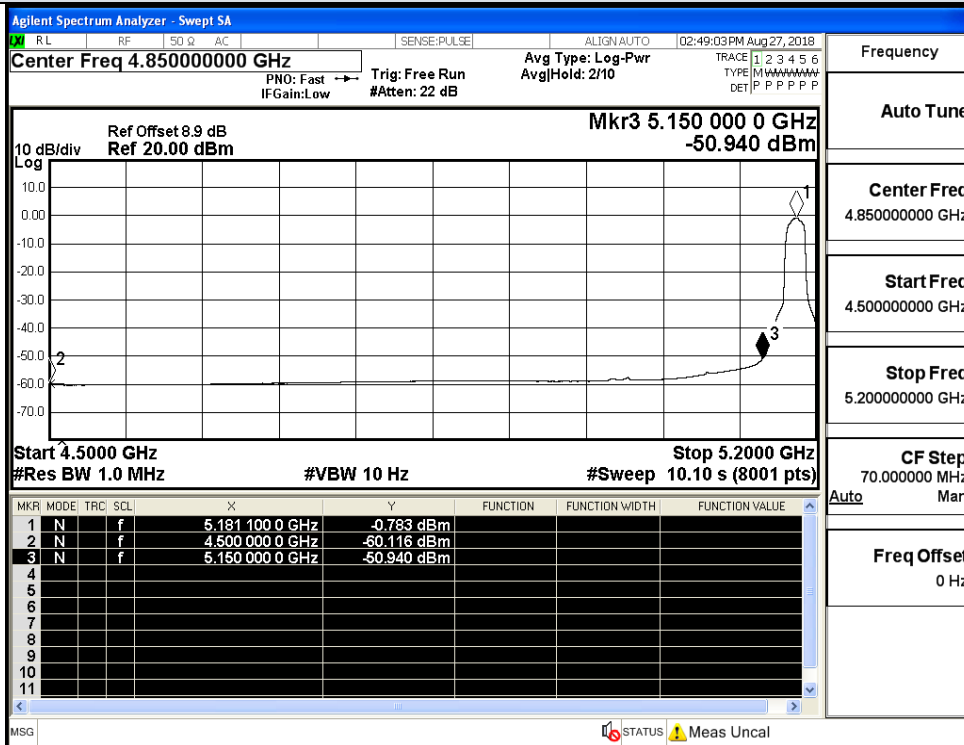 Agilent Spectrum Analyzer - Swept SA
LXI RL RF 50 Ω AC SENSE:PULSE ALIGN AUTO 02:49:03 PM Aug 27, 2018
Center Freq 4.850000000 GHz
PNO: Fast
IFGain:Low
Trig: Free Run
#Atten: 22 dB
Avg Type: Log-Pwr
Avg|Hold: 2/10
TRACE 1 2 3 4 5 6
TYPE M WWWWW
DET P P P P P P
Frequency
Ref Offset 8.9 dB
10 dB/div Ref 20.00 dBm
Log
Mkr3 5.150 000 0 GHz
-50.940 dBm
10.0
0.00
-10.0
-20.0
-30.0
-40.0
-50.0
-60.0
-70.0
1
2
3
Start 4.5000 GHz Stop 5.2000 GHz
#Res BW 1.0 MHz #VBW 10 Hz #Sweep 10.10 s (8001 pts)
MKR MODE TRC SCL X Y FUNCTION FUNCTION WIDTH FUNCTION VALUE
1 N f 5.181 100 0 GHz -0.783 dBm
2 N f 4.500 000 0 GHz -60.116 dBm
3 N f 5.150 000 0 GHz -50.940 dBm
4
5
6
7
8
9
10
11
MSG STATUS Meas Uncal
Auto Tune
Center Freq
4.850000000 GHz
Start Freq
4.500000000 GHz
Stop Freq
5.200000000 GHz
CF Step
70.000000 MHz
Auto Man
Freq Offset
0 Hz